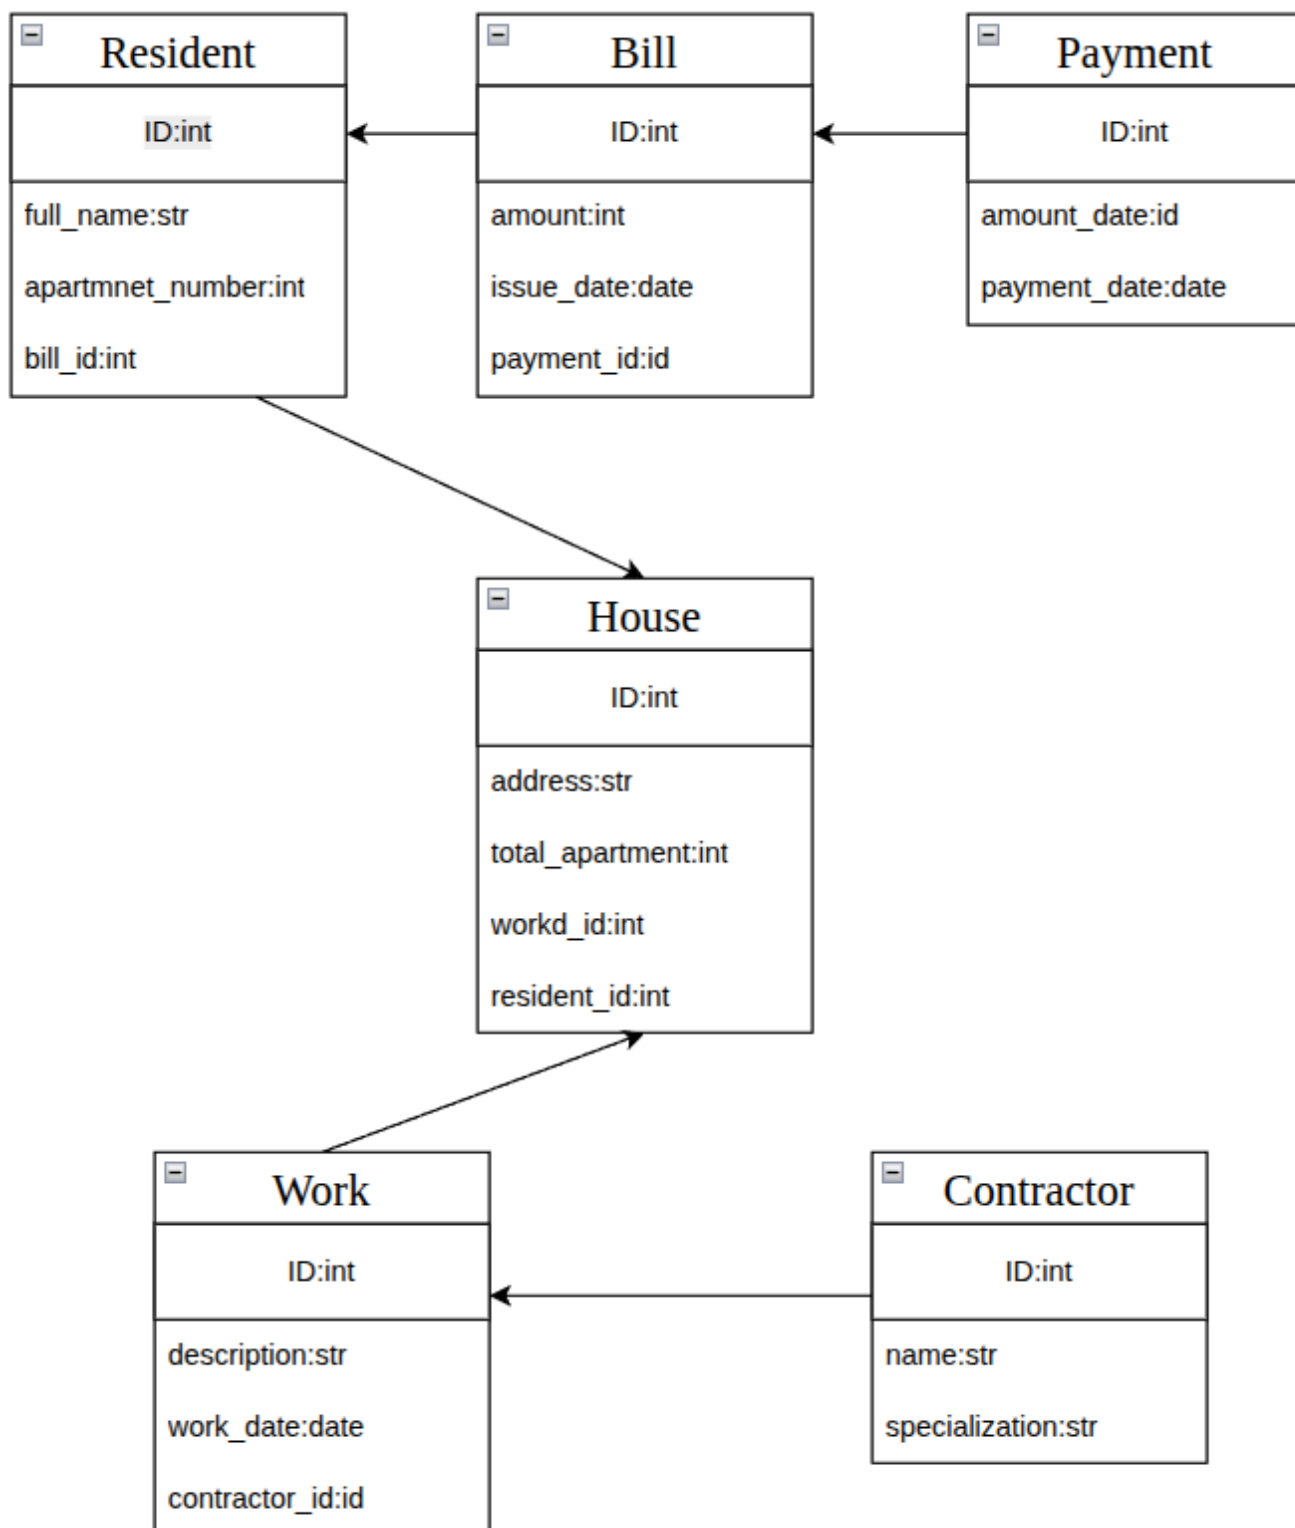 Resident
ID:int
full_name:str
apartmnet_number:int
bill_id:int
Bill
ID:int
amount:int
issue_date:date
payment_id:id
Payment
ID:int
amount_date:id
payment_date:date
House
ID:int
address:str
total_apartment:int
workd_id:int
resident_id:int
Work
ID:int
description:str
work_date:date
contractor_id:id
Contractor
ID:int
name:str
specialization:str